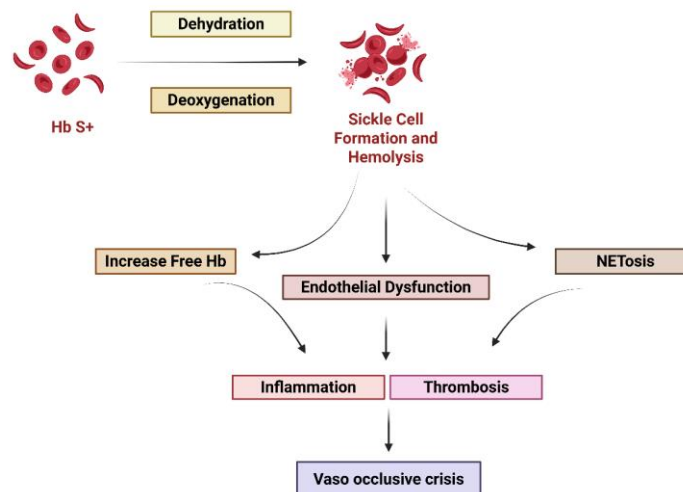 Dehydration
Deoxygenation
Hb S+
Sickle Cell
Formation and
Hemolysis
Increase Free Hb
Endothelial Dysfunction
NETosis
Inflammation
Thrombosis
Vaso occlusive crisis